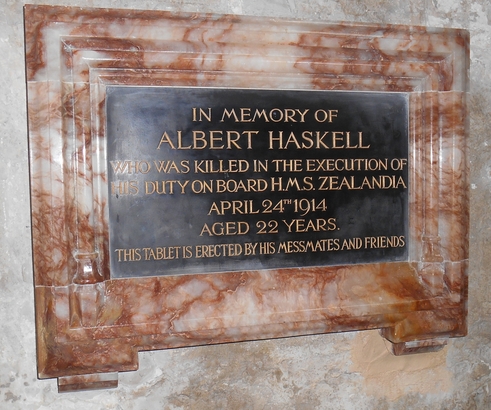 IN MEMORY OF
ALBERT HASKELL
WHO WAS KILLED IN THE EXECUTION OF
HIS DUTY ON BOARD H.M.S. ZEALANDIA
APRIL 24TH 1914
AGED 22 YEARS.
THIS TABLET IS ERECTED BY HIS MESSMATES AND FRIENDS